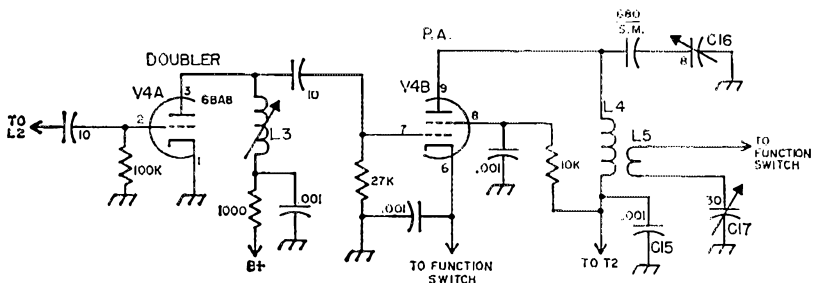 DOUBLER
P.A.
680
S.M.
C16
8
V4A
3
6BA8
10
V4B
9
TO
L2
10
2
1
100K
L3
7
8
6
L4
L5
TO
FUNCTION
SWITCH
.001
10K
27K
1000
.001
.001
30
C17
.001
C15
B+
TO FUNCTION
SWITCH
TO T2